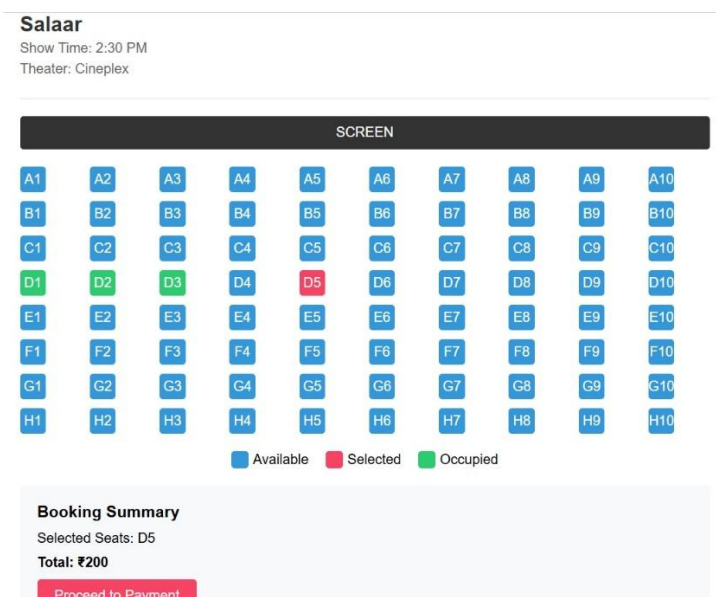 Salaar
Show Time: 2:30 PM
Theater: Cineplex
SCREEN
A1 A2 A3 A4 A5 A6 A7 A8 A9 A10
B1 B2 B3 B4 B5 B6 B7 B8 B9 B10
C1 C2 C3 C4 C5 C6 C7 C8 C9 C10
D1 D2 D3 D4 D5 D6 D7 D8 D9 D10
E1 E2 E3 E4 E5 E6 E7 E8 E9 E10
F1 F2 F3 F4 F5 F6 F7 F8 F9 F10
G1 G2 G3 G4 G5 G6 G7 G8 G9 G10
H1 H2 H3 H4 H5 H6 H7 H8 H9 H10
Available Selected Occupied
Booking Summary
Selected Seats: D5
Total: ₹200
Proceed to Payment